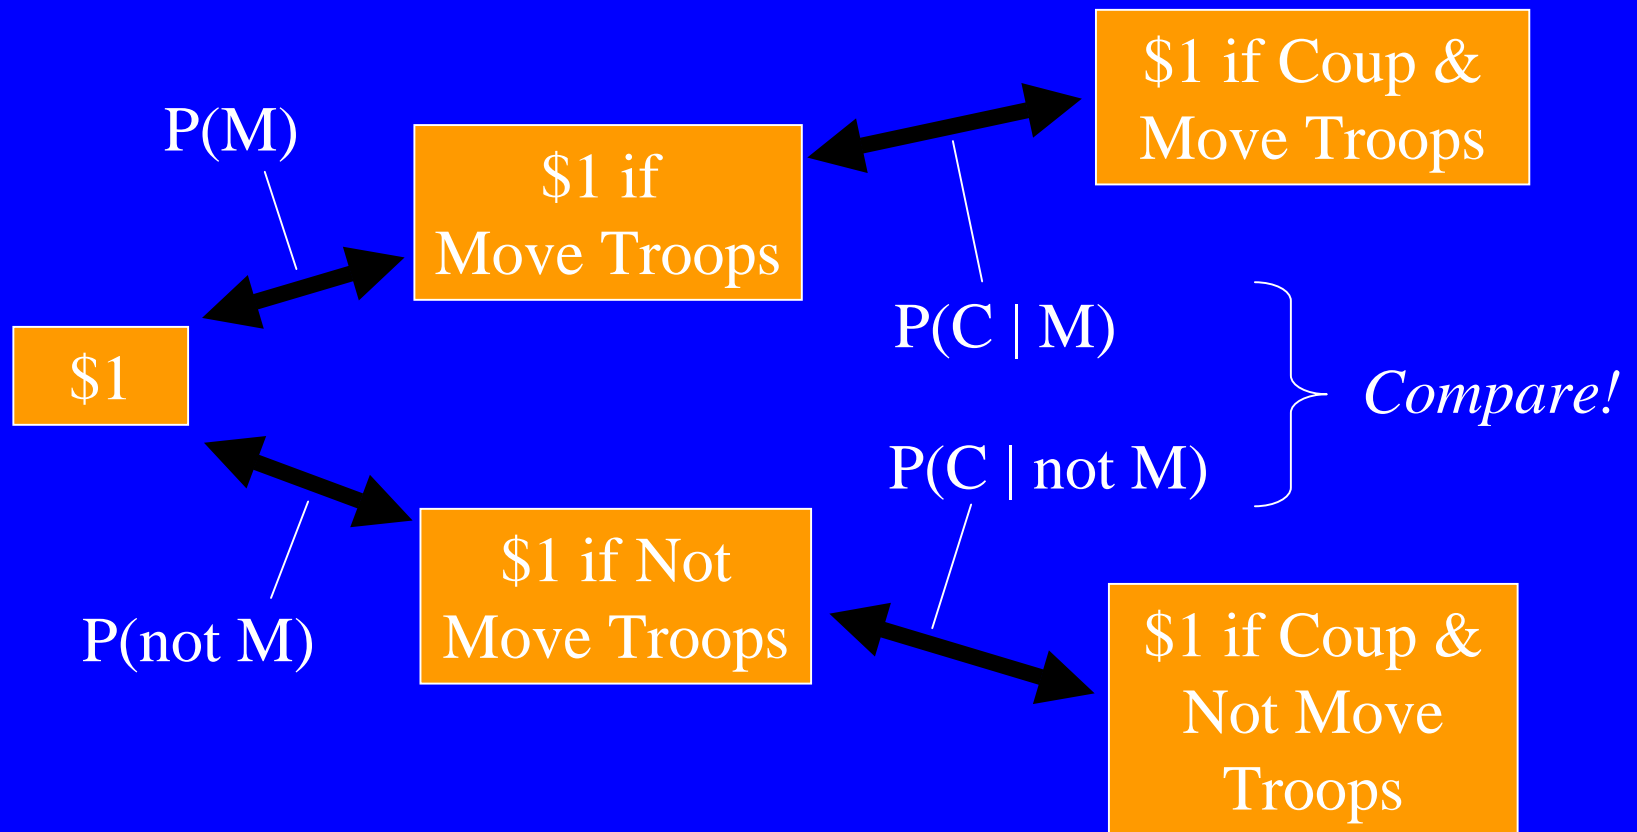 P(M)
$1 if
Move Troops
$1 if Coup &
Move Troops
$1
P(C | M)
Compare!
P(C | not M)
P(not M)
$1 if Not
Move Troops
$1 if Coup &
Not Move
Troops